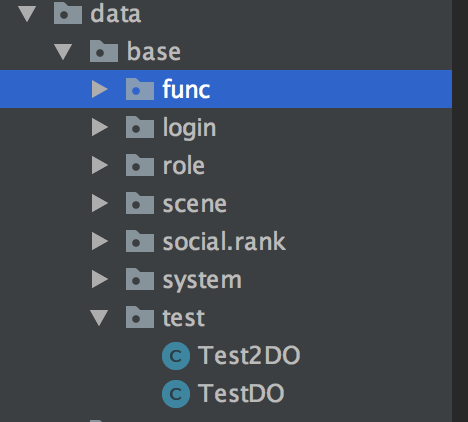 data
base
func
login
role
scene
social.rank
system
test
C Test2DO
C TestDO